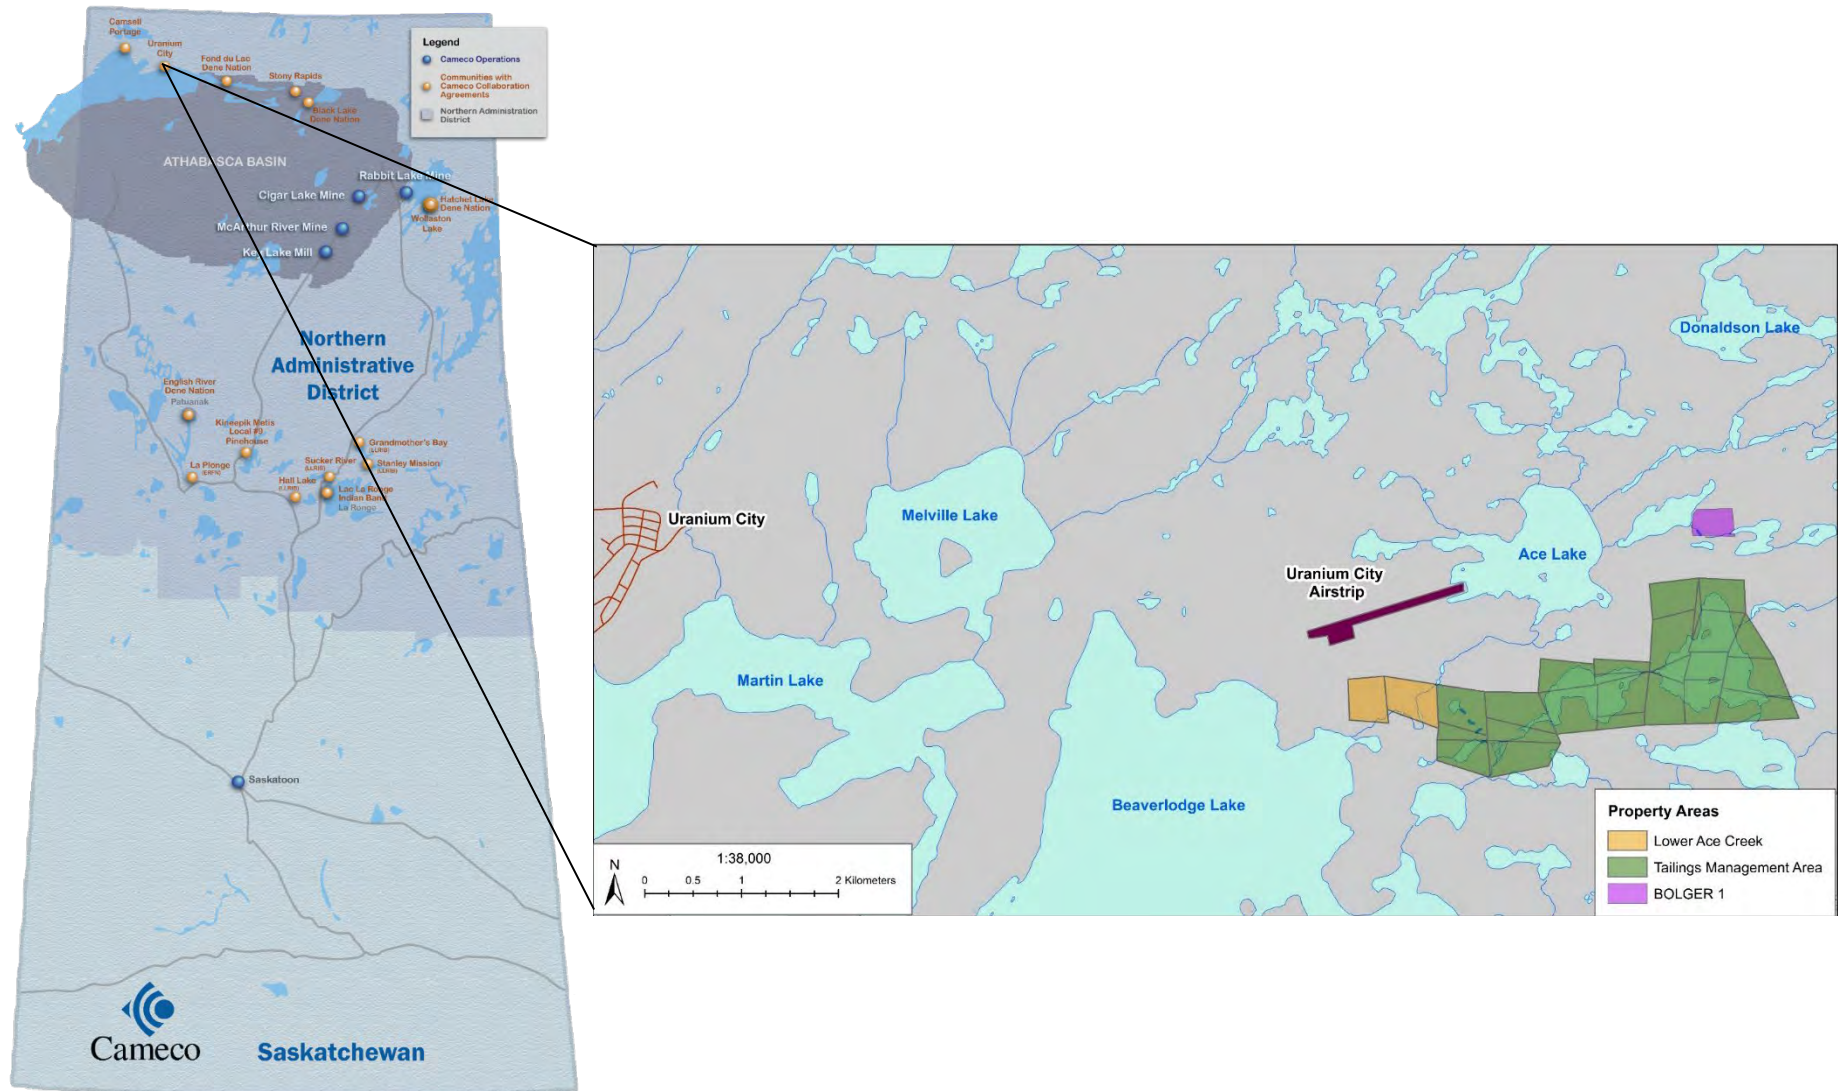 Camsell
Portage
Uranium
City
Fond du Lac
Dene Nation
Stony Rapids
Black Lake
Dene Nation
Legend
Cameco Operations
Communities with
Cameco Collaboration
Agreements
Northern Administration
District
ATHABASCA BASIN
Rabbit Lake Mine
Cigar Lake Mine
Hatchet Lake
Dene Nation
Wollaston
Lake
McArthur River Mine
Key Lake Mill
Northern
Administrative
District
English River
Dene Nation
Patuanak
Kineepik Metis
Local #9
Pinehouse
La Plonge
(ERFN)
Grandmother's Bay
(LLRIB)
Stanley Mission
(LLRIB)
Sucker River
(LLRIB)
Hall Lake
(LLRIB)
Lac La Ronge
Indian Band
La Ronge
Saskatoon
Cameco
Saskatchewan
Donaldson Lake
Uranium City
Melville Lake
Ace Lake
Uranium City
Airstrip
Martin Lake
Beaverlodge Lake
N
1:38,000
0 0.5 1 2 Kilometers
Property Areas
Lower Ace Creek
Tailings Management Area
BOLGER 1